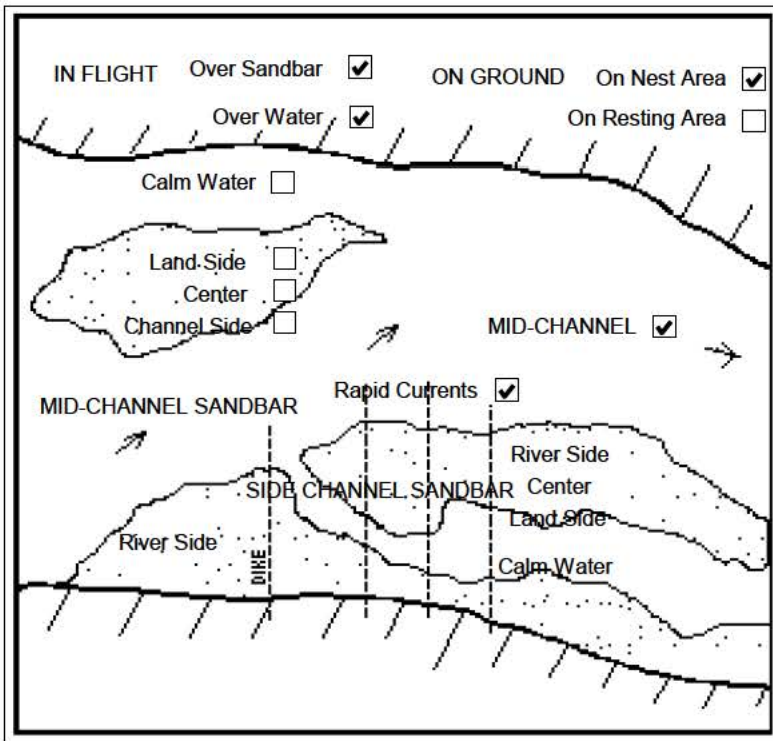 IN FLIGHT Over Sandbar ON GROUND On Nest Area
Over Water On Resting Area
Calm Water
Land Side
Center
Channel Side
MID-CHANNEL
Rapid Currents
MID-CHANNEL SANDBAR
River Side
SIDE CHANNEL SANDBAR Center
Land Side
River Side
DIKE
Calm Water